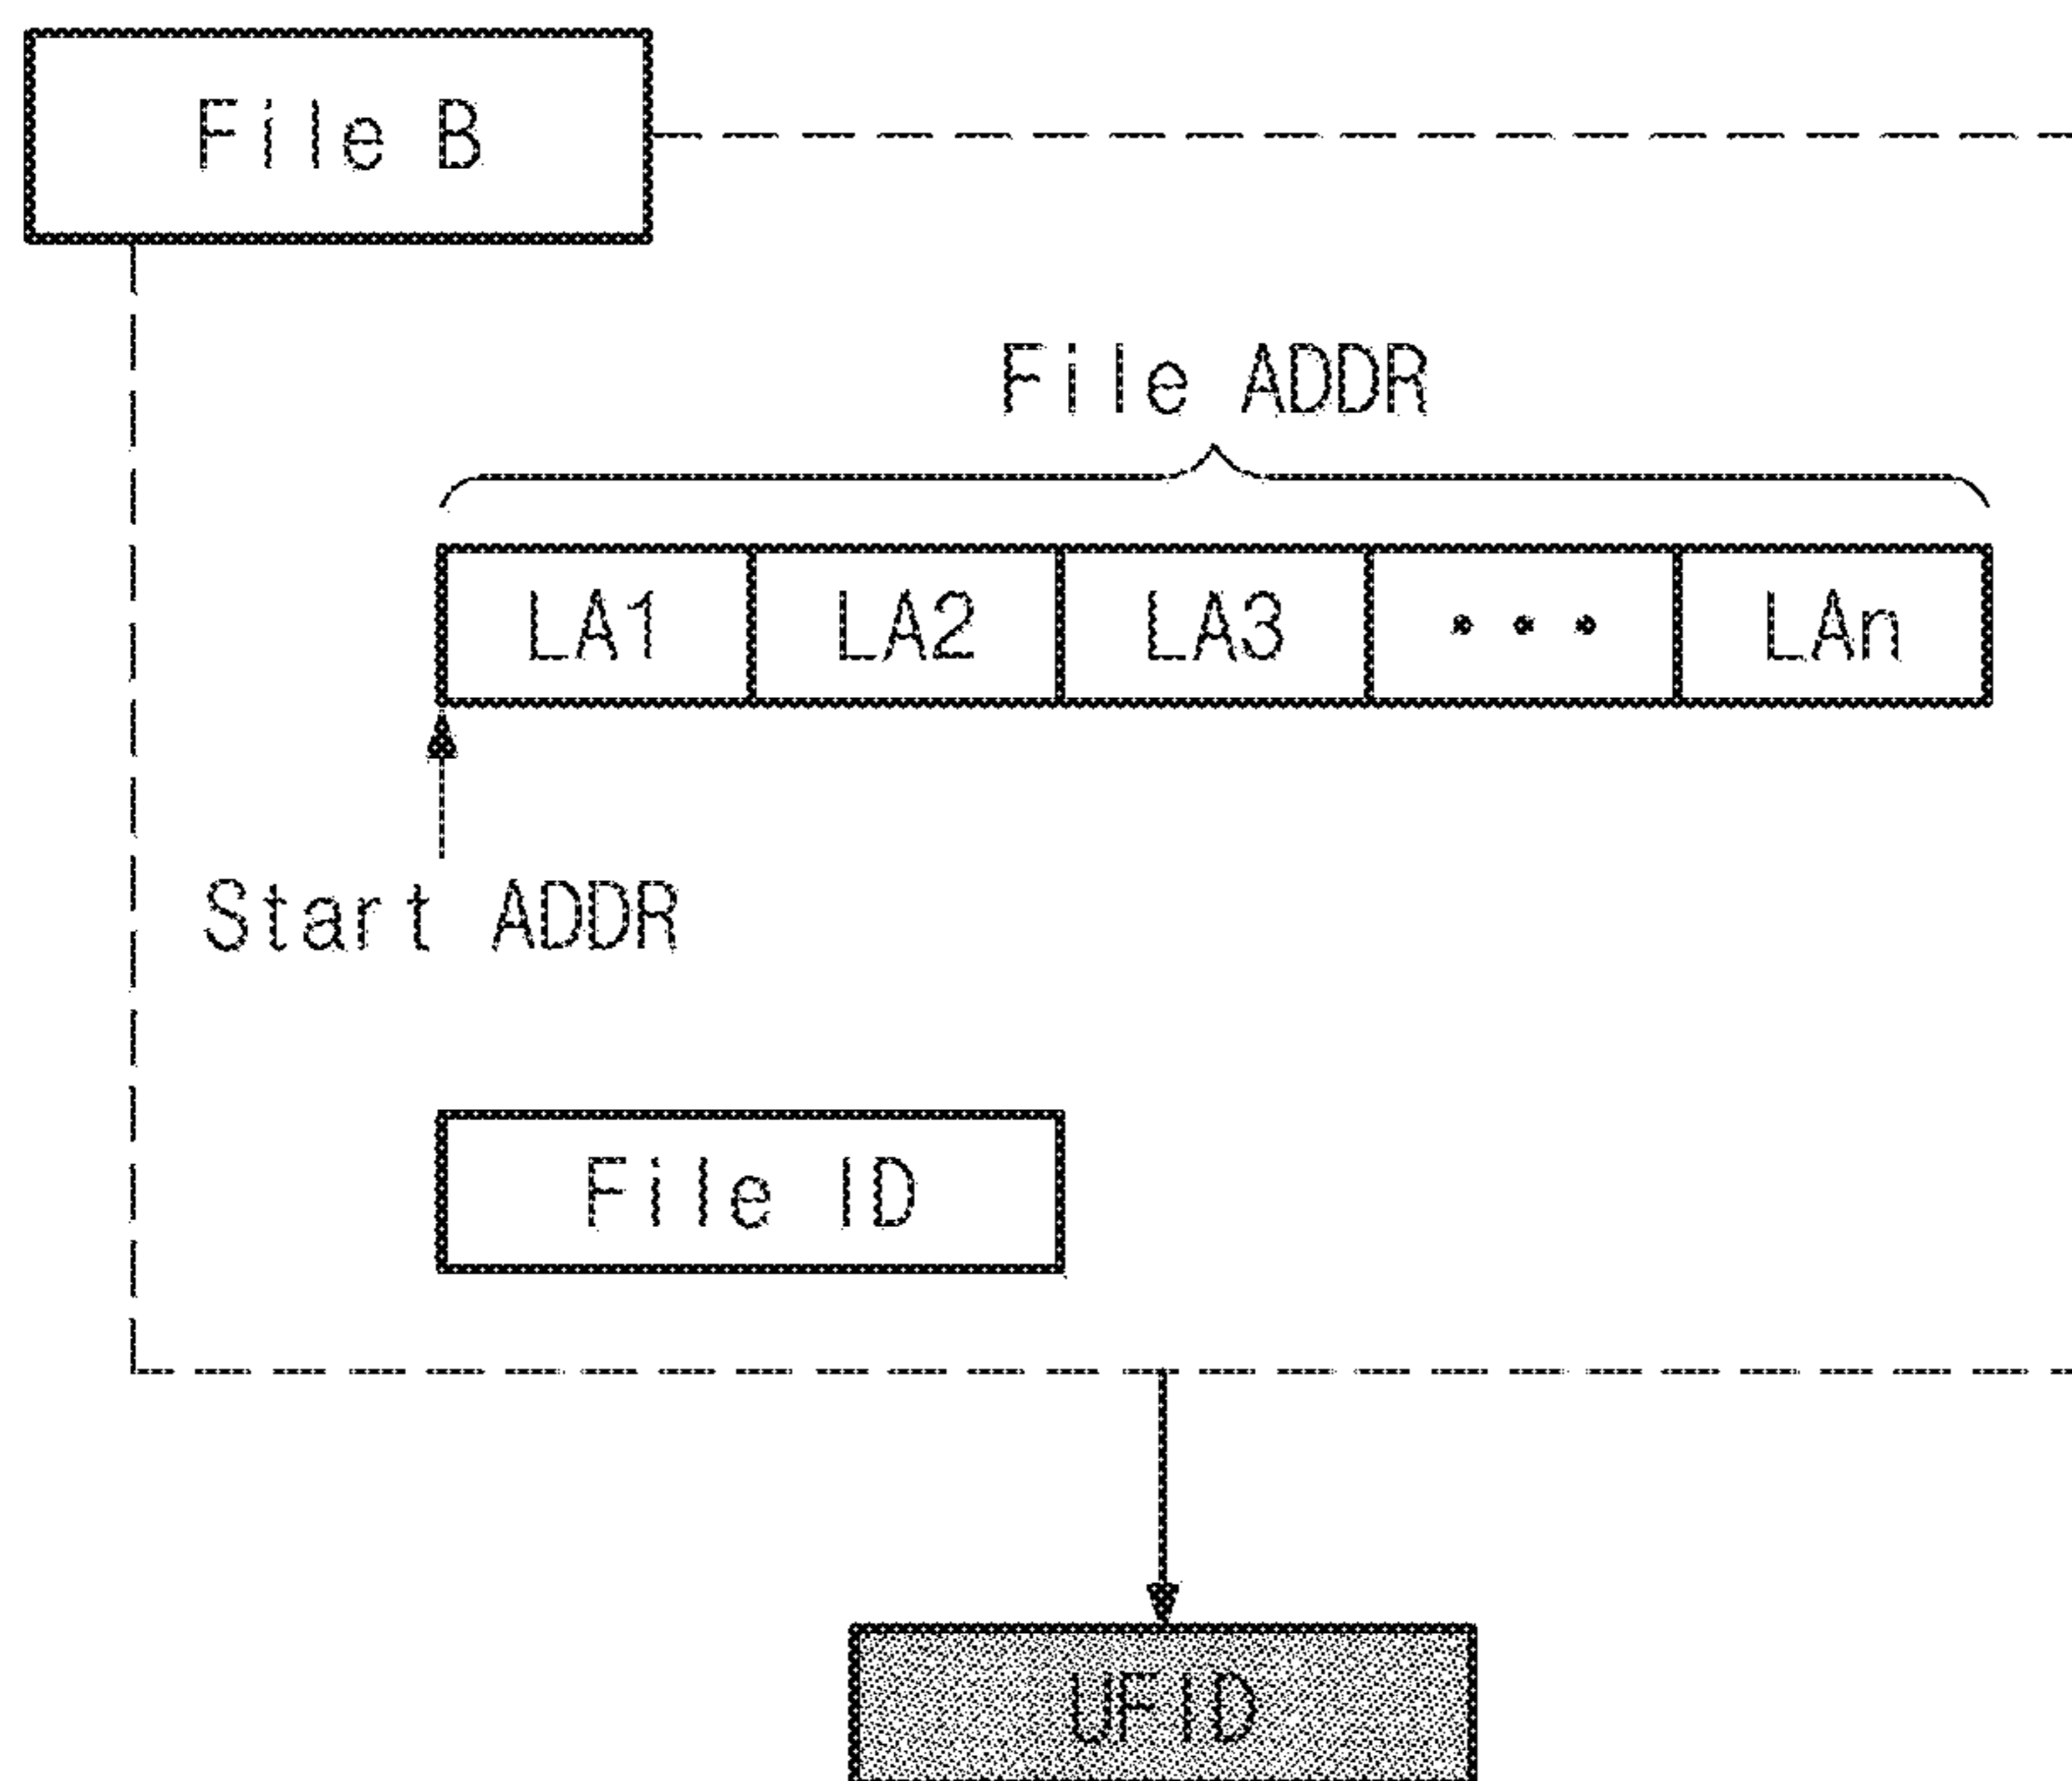 File B
File ADDR
LA1 LA2 LA3 ••• LAn
Start ADDR
File ID
UFID